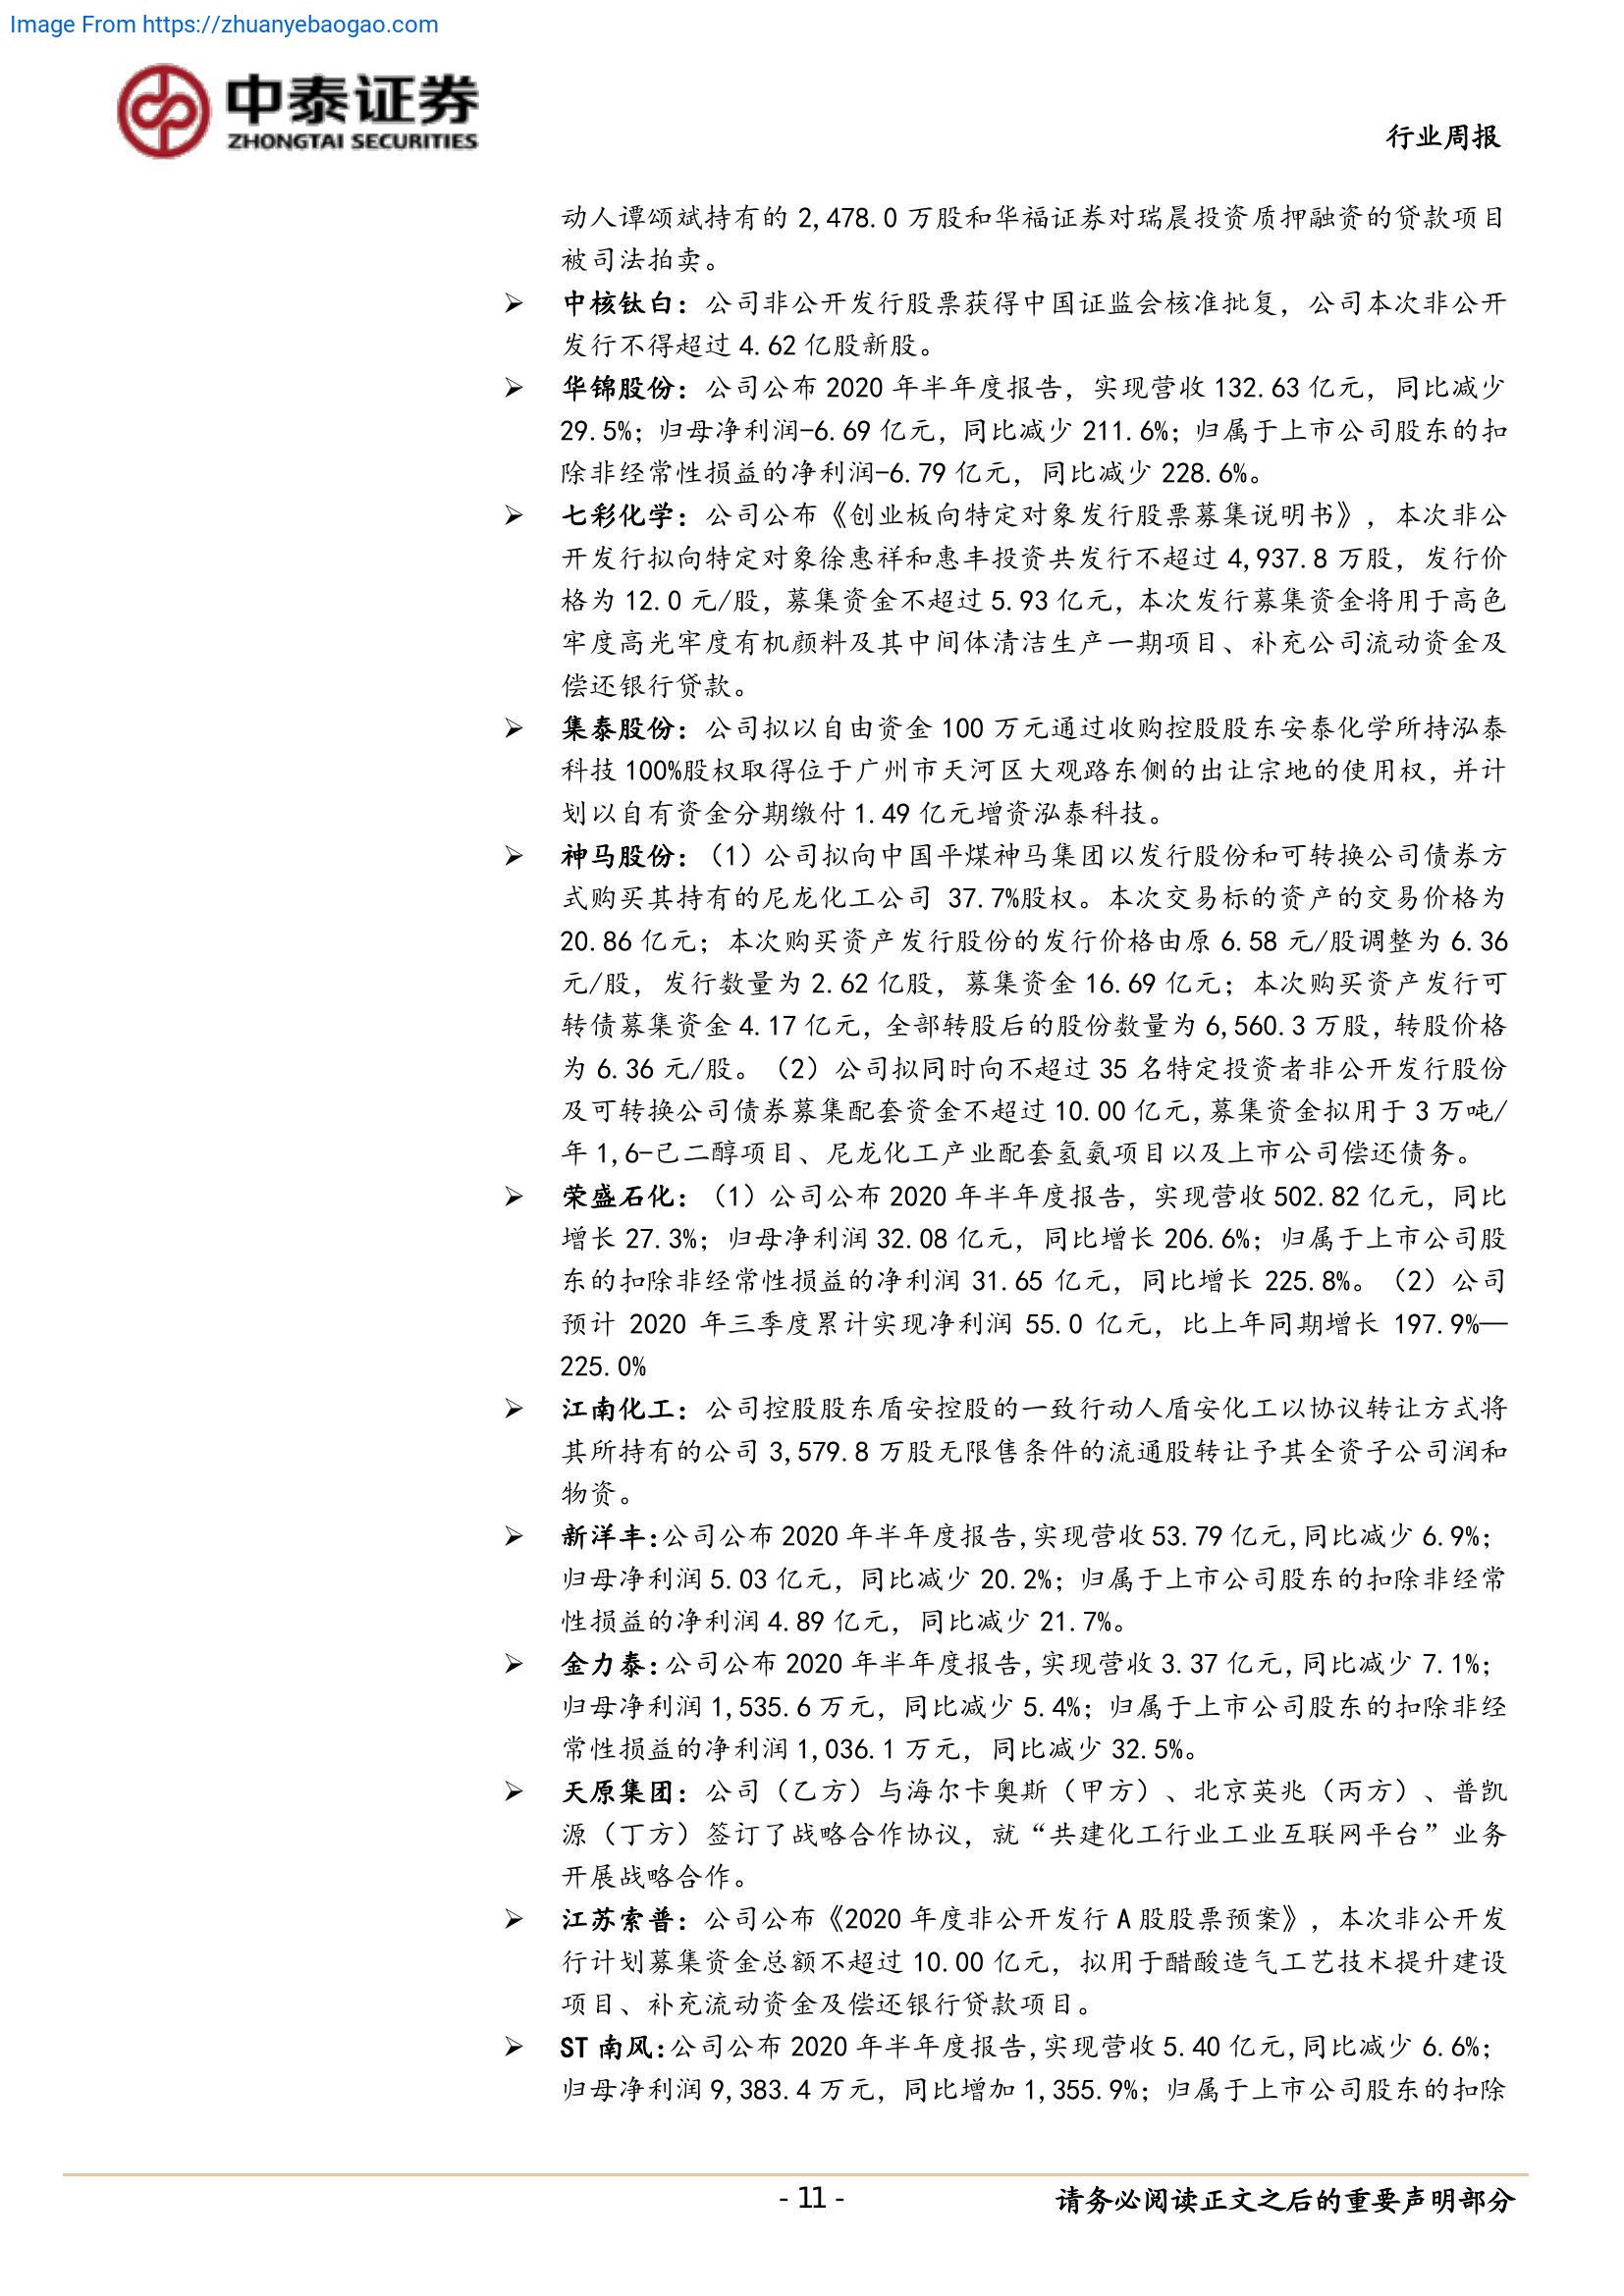 Image From https://zhuanyebaogao.com
中泰证券
ZHONGTAI SECURITIES
行业周报
动人谭颂斌持有的 2,478.0 万股和华福证券对瑞晨投资质押融资的贷款项目
被司法拍卖。
➢ 中核钛白：公司非公开发行股票获得中国证监会核准批复，公司本次非公开
发行不得超过 4.62 亿股新股。
➢ 华锦股份：公司公布 2020 年半年度报告，实现营收 132.63 亿元，同比减少
29.5%；归母净利润-6.69 亿元，同比减少 211.6%；归属于上市公司股东的扣
除非经常性损益的净利润-6.79 亿元，同比减少 228.6%。
➢ 七彩化学：公司公布《创业板向特定对象发行股票募集说明书》，本次非公
开发行拟向特定对象徐惠祥和惠丰投资共发行不超过 4,937.8 万股，发行价
格为 12.0 元/股，募集资金不超过 5.93 亿元，本次发行募集资金将用于高色
牢度高光牢度有机颜料及其中间体清洁生产一期项目、补充公司流动资金及
偿还银行贷款。
➢ 集泰股份：公司拟以自由资金 100 万元通过收购控股股东安泰化学所持泓泰
科技 100%股权取得位于广州市天河区大观路东侧的出让宗地的使用权，并计
划以自有资金分期缴付 1.49 亿元增资泓泰科技。
➢ 神马股份：（1）公司拟向中国平煤神马集团以发行股份和可转换公司债券方
式购买其持有的尼龙化工公司 37.7%股权。本次交易标的资产的交易价格为
20.86 亿元；本次购买资产发行股份的发行价格由原 6.58 元/股调整为 6.36
元/股，发行数量为 2.62 亿股，募集资金 16.69 亿元；本次购买资产发行可
转债募集资金 4.17 亿元，全部转股后的股份数量为 6,560.3 万股，转股价格
为 6.36 元/股。（2）公司拟同时向不超过 35 名特定投资者非公开发行股份
及可转换公司债券募集配套资金不超过 10.00 亿元，募集资金拟用于 3 万吨/
年 1,6-己二醇项目、尼龙化工产业配套氢氨项目以及上市公司偿还债务。
➢ 荣盛石化：（1）公司公布 2020 年半年度报告，实现营收 502.82 亿元，同比
增长 27.3%；归母净利润 32.08 亿元，同比增长 206.6%；归属于上市公司股
东的扣除非经常性损益的净利润 31.65 亿元，同比增长 225.8%。（2）公司
预计 2020 年三季度累计实现净利润 55.0 亿元，比上年同期增长 197.9%—
225.0%
➢ 江南化工：公司控股股东盾安控股的一致行动人盾安化工以协议转让方式将
其所持有的公司 3,579.8 万股无限售条件的流通股转让予其全资子公司润和
物资。
➢ 新洋丰：公司公布 2020 年半年度报告，实现营收 53.79 亿元，同比减少 6.9%；
归母净利润 5.03 亿元，同比减少 20.2%；归属于上市公司股东的扣除非经常
性损益的净利润 4.89 亿元，同比减少 21.7%。
➢ 金力泰：公司公布 2020 年半年度报告，实现营收 3.37 亿元，同比减少 7.1%；
归母净利润 1,535.6 万元，同比减少 5.4%；归属于上市公司股东的扣除非经
常性损益的净利润 1,036.1 万元，同比减少 32.5%。
➢ 天原集团：公司（乙方）与海尔卡奥斯（甲方）、北京英兆（丙方）、普凯
源（丁方）签订了战略合作协议，就“共建化工行业工业互联网平台”业务
开展战略合作。
➢ 江苏索普：公司公布《2020 年度非公开发行 A 股股票预案》，本次非公开发
行计划募集资金总额不超过 10.00 亿元，拟用于醋酸造气工艺技术提升建设
项目、补充流动资金及偿还银行贷款项目。
➢ ST 南风：公司公布 2020 年半年度报告，实现营收 5.40 亿元，同比减少 6.6%；
归母净利润 9,383.4 万元，同比增加 1,355.9%；归属于上市公司股东的扣除
- 11 -
请务必阅读正文之后的重要声明部分